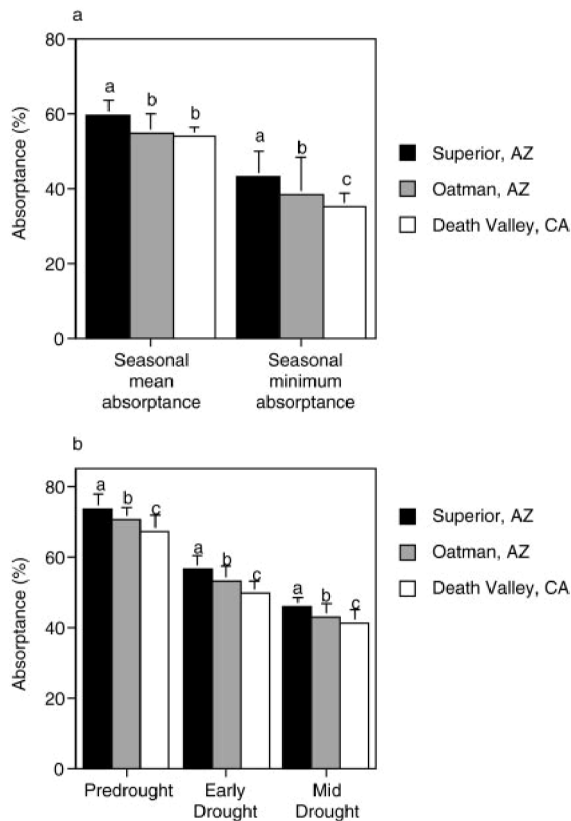 a
80
60
40
20
0
Absorptance (%)
a b b
a b c
Seasonal
mean
absorptance
Seasonal
minimum
absorptance
Superior, AZ
Oatman, AZ
Death Valley, CA
b
80
60
40
20
0
Absorptance (%)
a b c
a b c
a b c
Predrought
Early
Drought
Mid
Drought
Superior, AZ
Oatman, AZ
Death Valley, CA